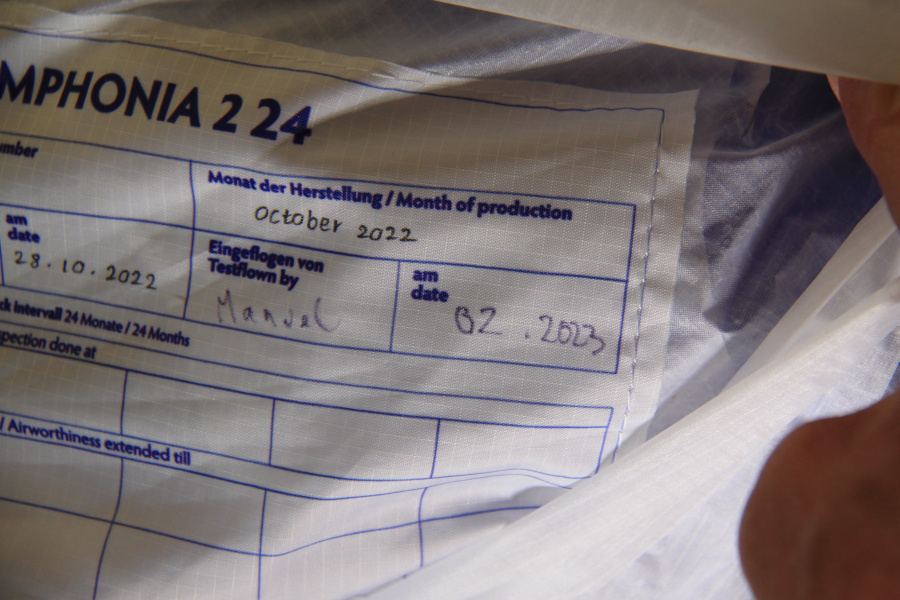 MPHONIA 2 24
mber
Monat der Herstellung / Month of production
October 2022
am
date
28.10.2022
Eingeflogen von
Testflown by
Manuel
am
date
02.2023
ck Intervall 24 Monate / 24 Months
pection done at
/ Airworthiness extended till